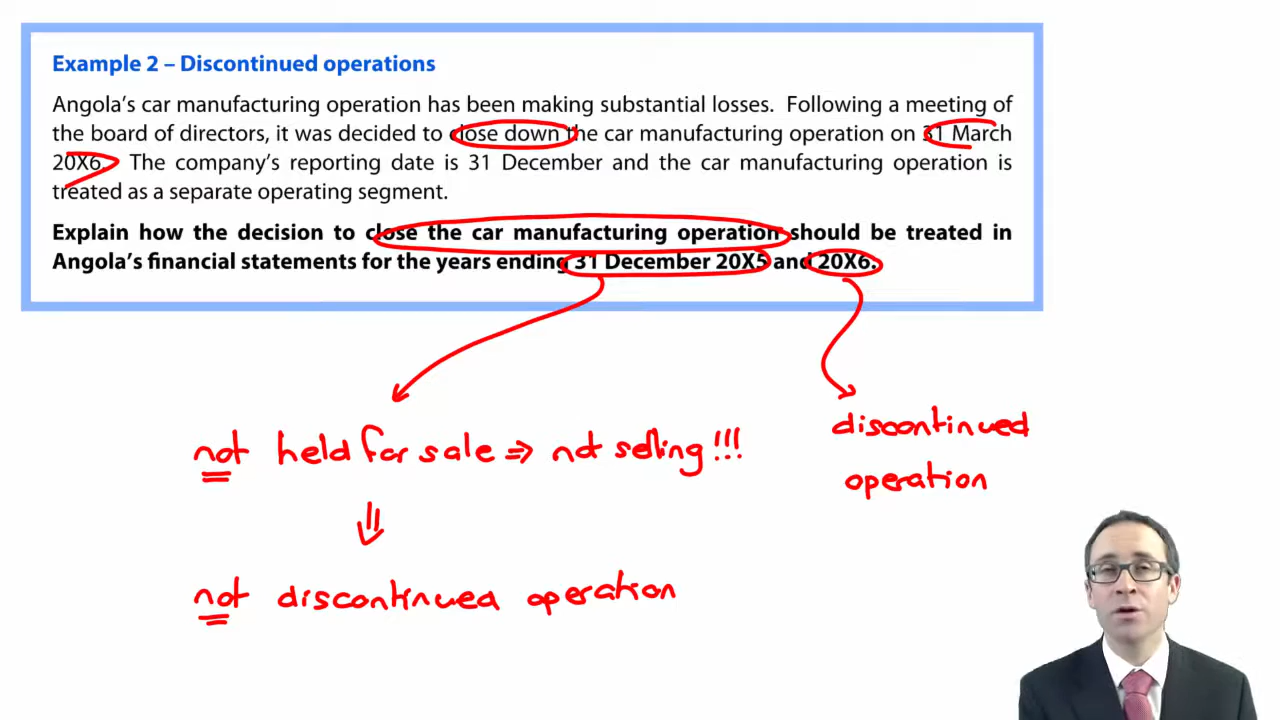 Example 2 – Discontinued operations
Angola's car manufacturing operation has been making substantial losses. Following a meeting of
the board of directors, it was decided to close down the car manufacturing operation on 31 March
20X6. The company's reporting date is 31 December and the car manufacturing operation is
treated as a separate operating segment.
Explain how the decision to close the car manufacturing operation should be treated in
Angola's financial statements for the years ending 31 December 20X5 and 20X6.
discontinued
not held for sale ⇒ not selling!!!
operation
⇓
not discontinued operation